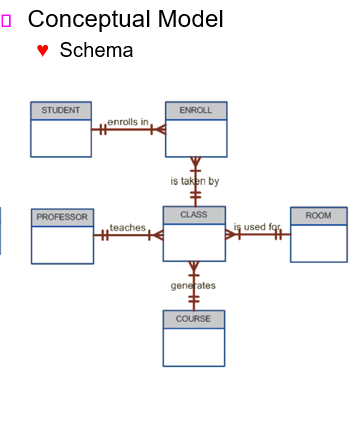 Conceptual Model
Schema
STUDENT
enrolls in
ENROLL
is taken by
PROFESSOR
teaches
CLASS
is used for
ROOM
generates
COURSE